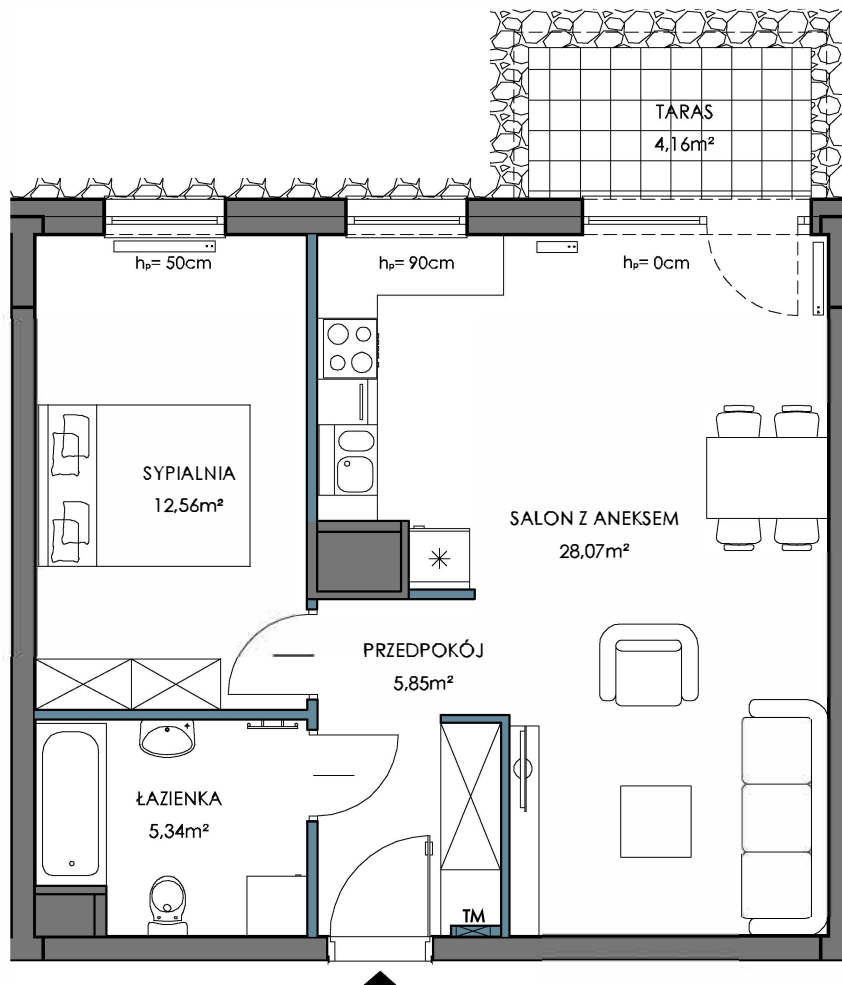 TARAS
4,16m²
hₚ= 50cm
hₚ= 90cm
hₚ= 0cm
SYPIALNIA
12,56m²
SALON Z ANEKSEM
28,07m²
PRZEDPOKÓJ
5,85m²
ŁAZIENKA
5,34m²
TM